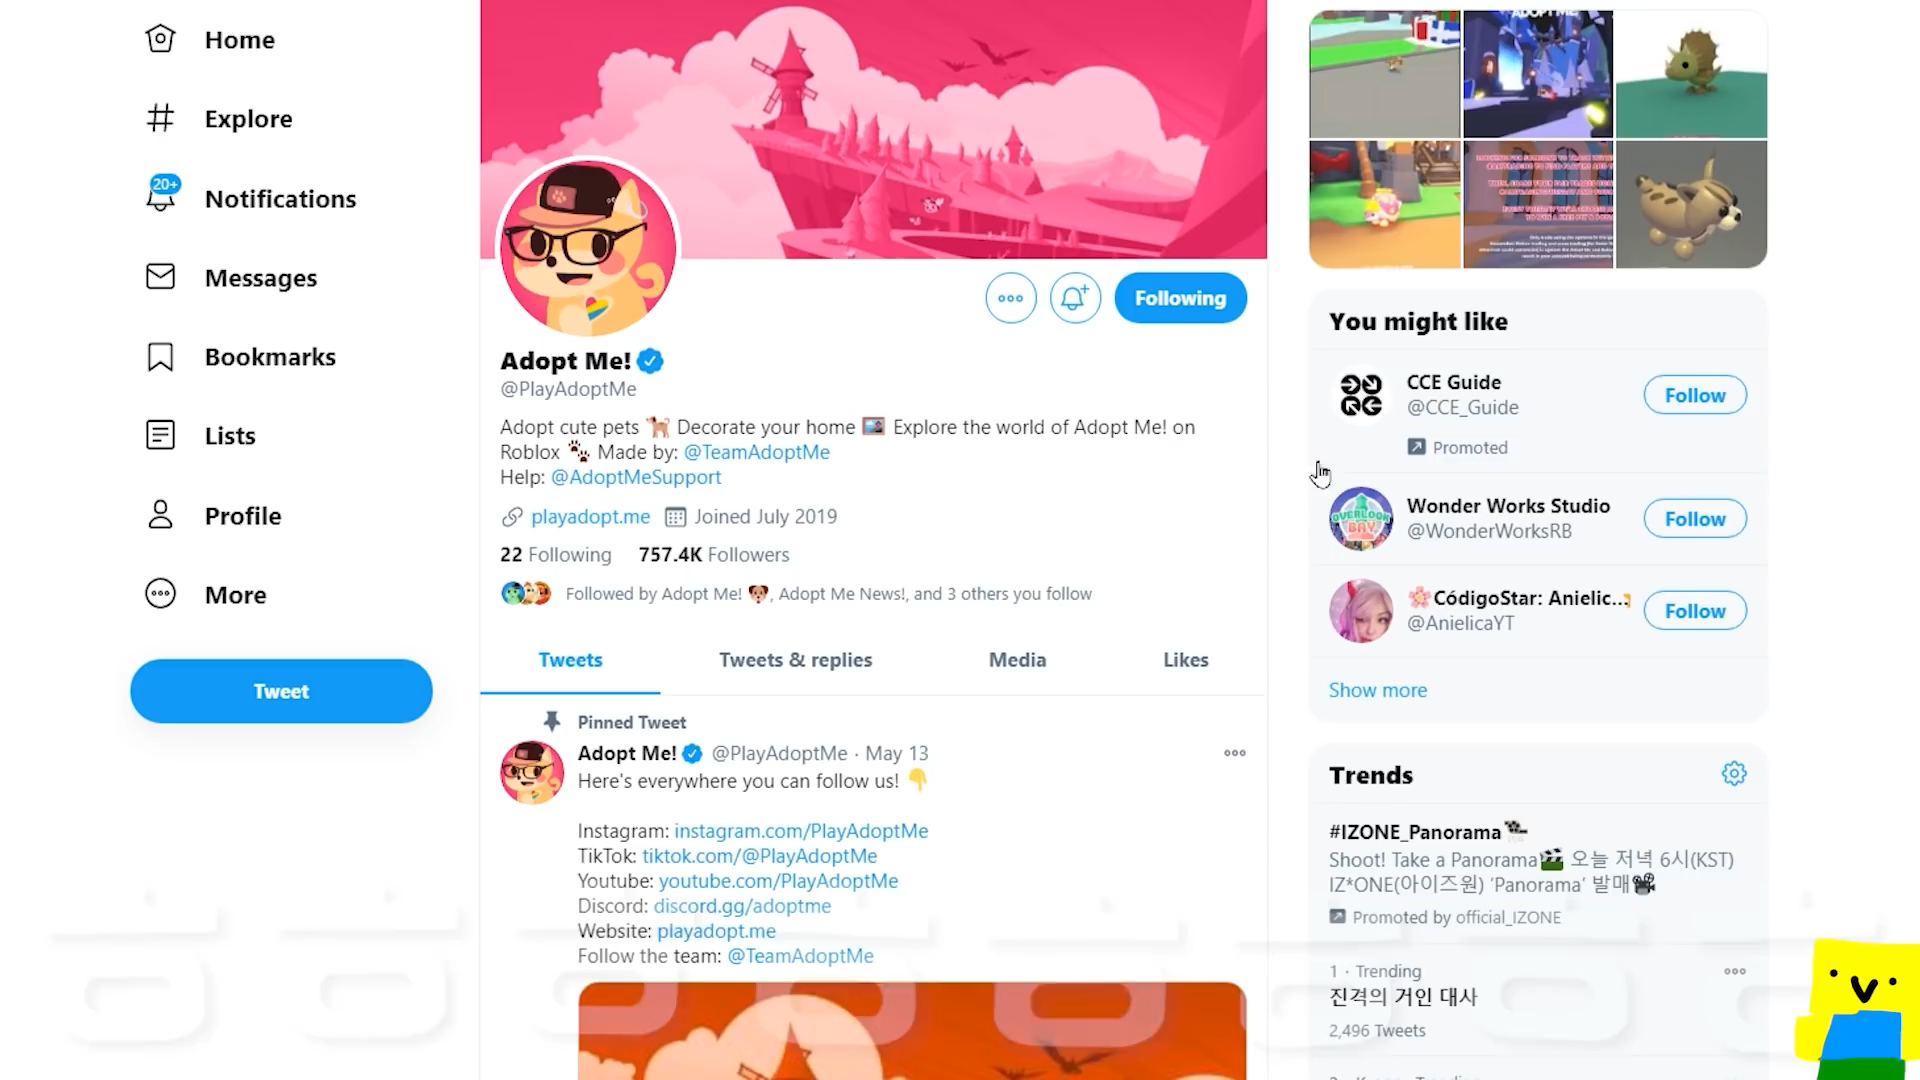 Home
Explore
20+
Notifications
Messages
Bookmarks
Lists
Profile
More
Tweet
Following
Adopt Me!
@PlayAdoptMe
Adopt cute pets 🐕 Decorate your home 🖼️ Explore the world of Adopt Me! on
Roblox 🐾 Made by: @TeamAdoptMe
Help: @AdoptMeSupport
playadopt.me Joined July 2019
22 Following 757.4K Followers
Followed by Adopt Me! 🐶, Adopt Me News!, and 3 others you follow
Tweets Tweets & replies Media Likes
Pinned Tweet
Adopt Me! @PlayAdoptMe · May 13
Here's everywhere you can follow us! 👇
Instagram: instagram.com/PlayAdoptMe
TikTok: tiktok.com/@PlayAdoptMe
Youtube: youtube.com/PlayAdoptMe
Discord: discord.gg/adoptme
Website: playadopt.me
Follow the team: @TeamAdoptMe
ADOPT ME!
You might like
CCE Guide
@CCE_Guide
Follow
Promoted
OVERLOOK
BAY
Wonder Works Studio
@WonderWorksRB
Follow
🌸CódigoStar: Anielic...
@AnielicaYT
Follow
Show more
Trends
#IZONE_Panorama
Shoot! Take a Panorama🎬 오늘 저녁 6시(KST)
IZ*ONE(아이즈원) ‘Panorama’ 발매🎥
Promoted by official_IZONE
1 · Trending
진격의 거인 대사
2,496 Tweets
ㅎㅎㅎㅎㅎㅎㅎㅎ